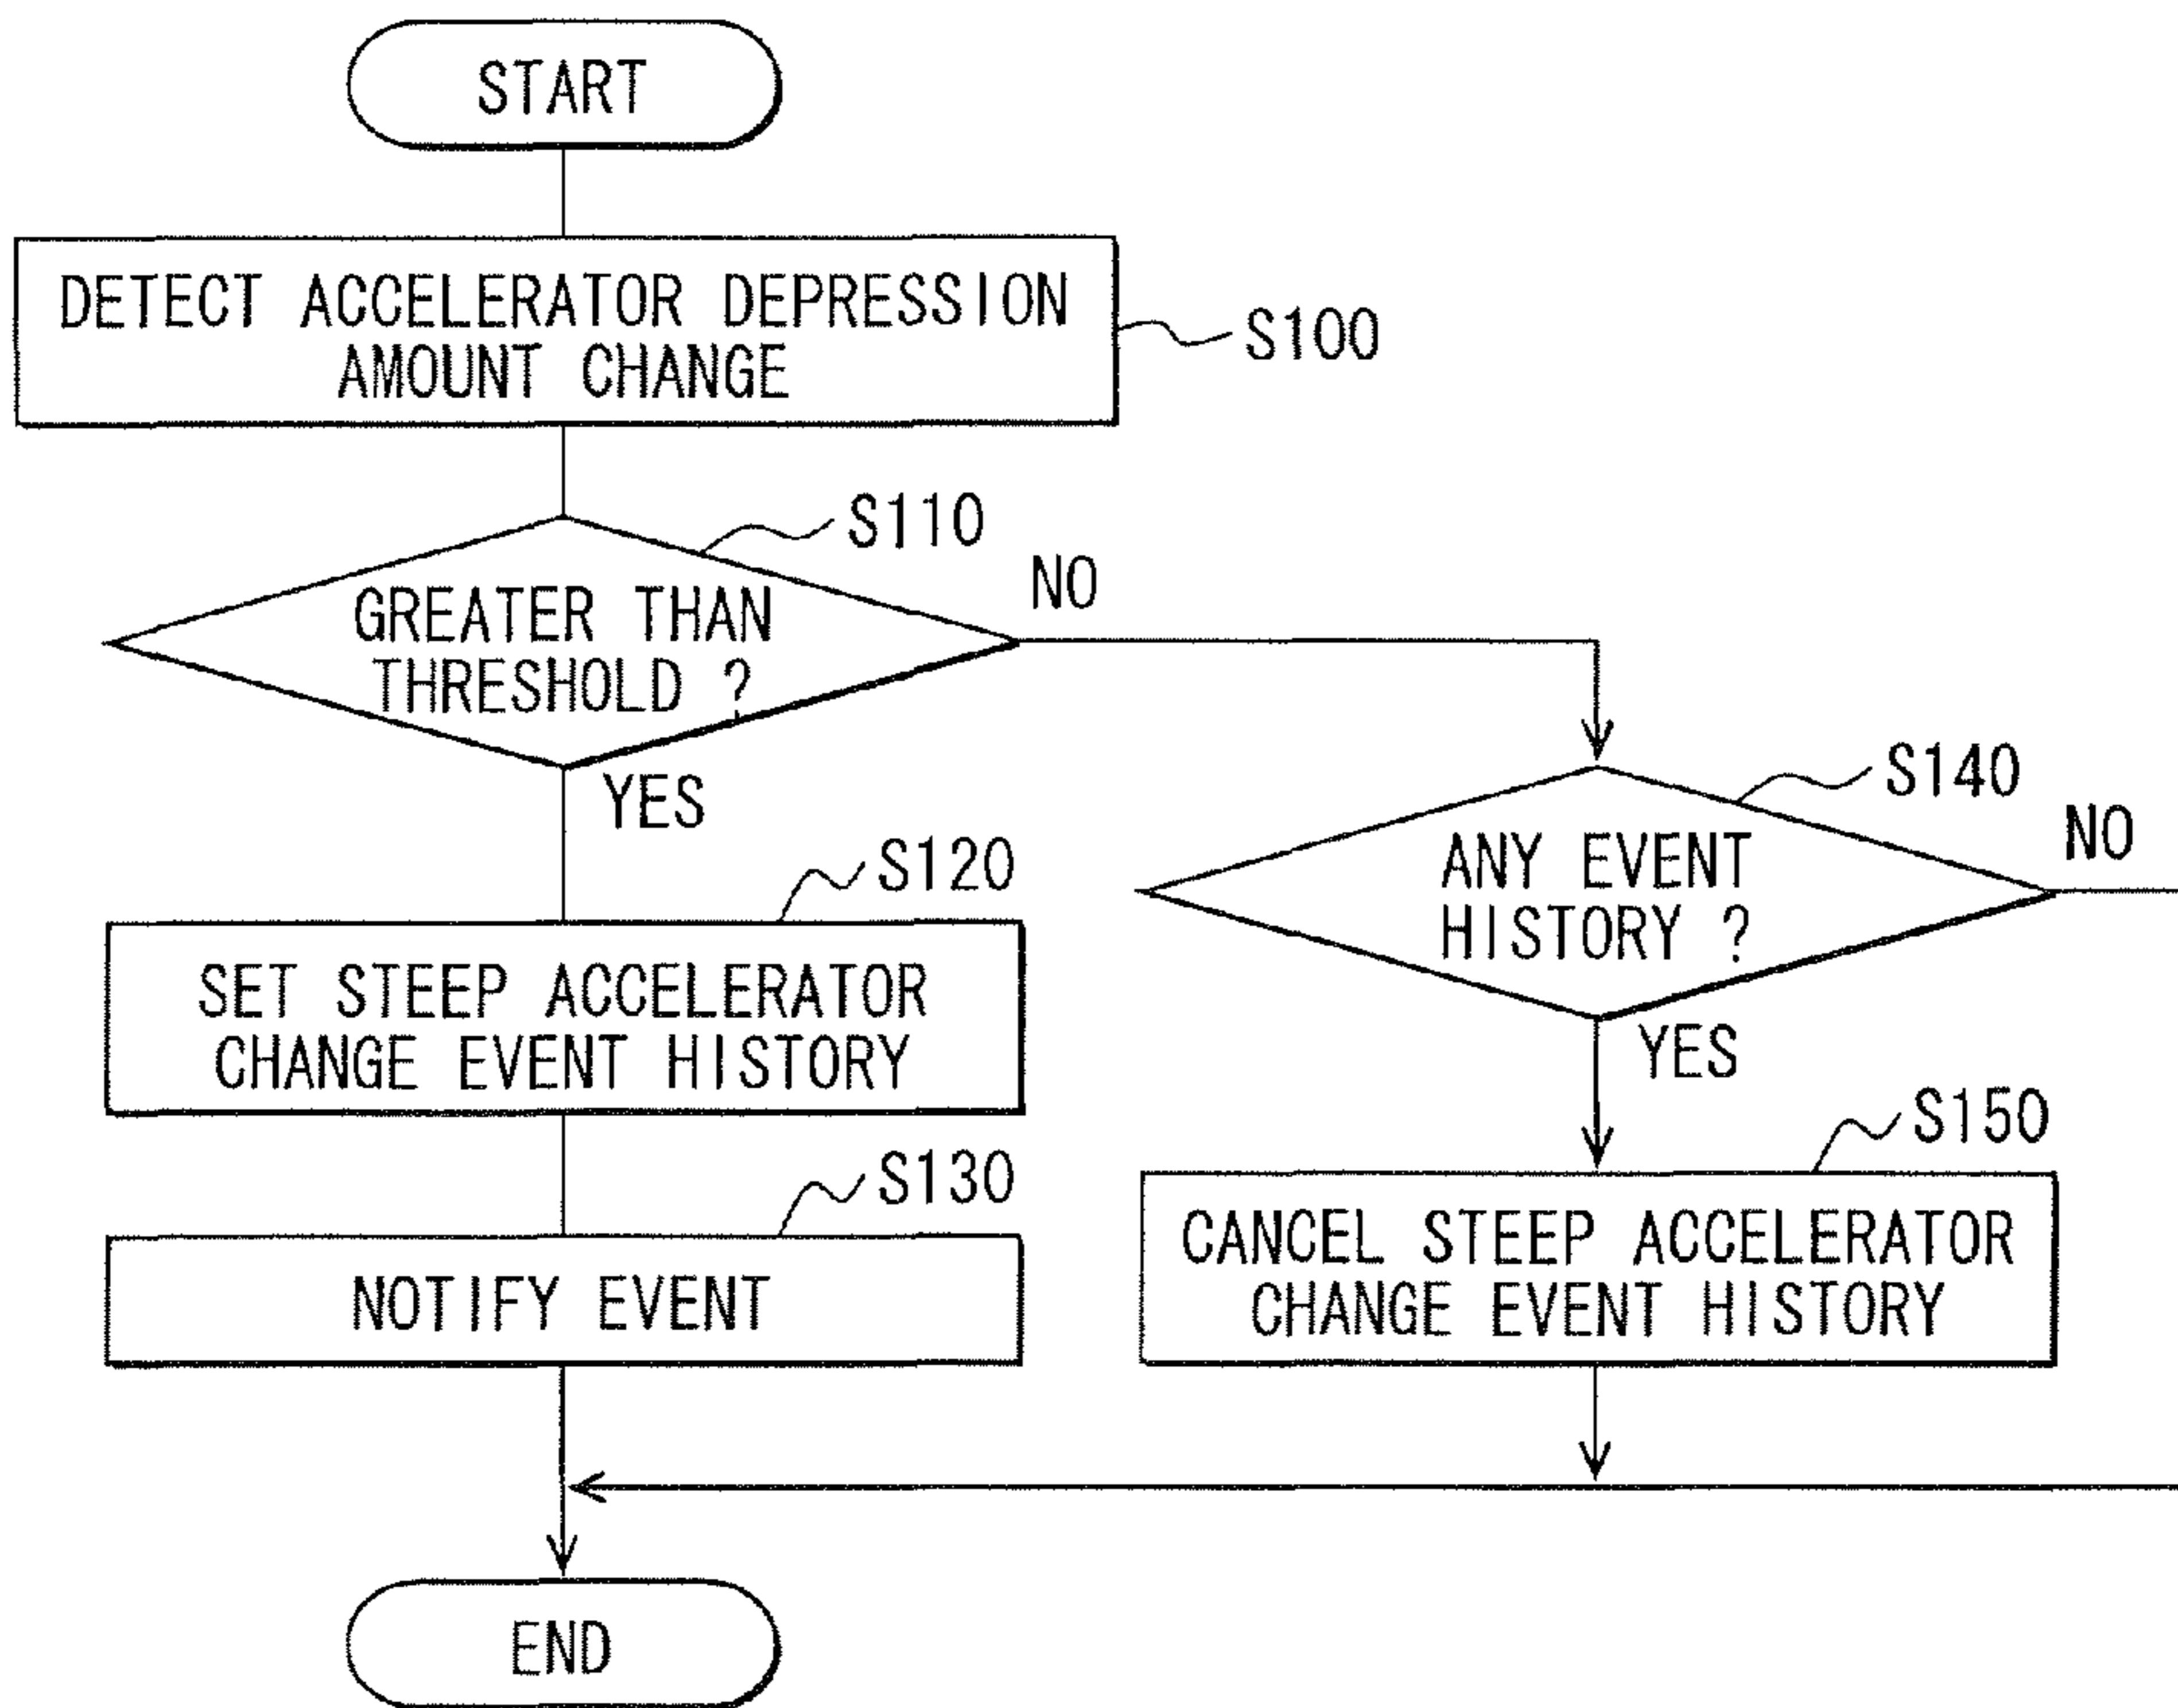 START
DETECT ACCELERATOR DEPRESSION
AMOUNT CHANGE
S100
S110
GREATER THAN
THRESHOLD ?
NO
YES
S120
SET STEEP ACCELERATOR
CHANGE EVENT HISTORY
S130
NOTIFY EVENT
S140
ANY EVENT
HISTORY ?
NO
YES
S150
CANCEL STEEP ACCELERATOR
CHANGE EVENT HISTORY
END